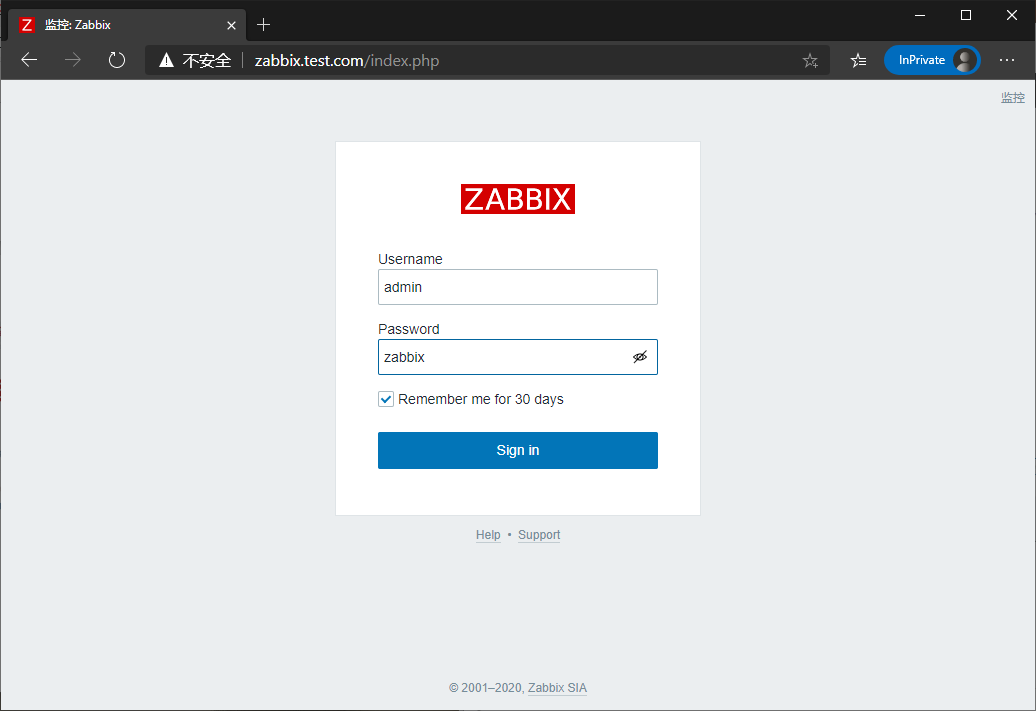 Z 监控: Zabbix
不安全 zabbix.test.com/index.php InPrivate
监控
ZABBIX
Username
admin
Password
zabbix
Remember me for 30 days
Sign in
Help • Support
© 2001–2020, Zabbix SIA